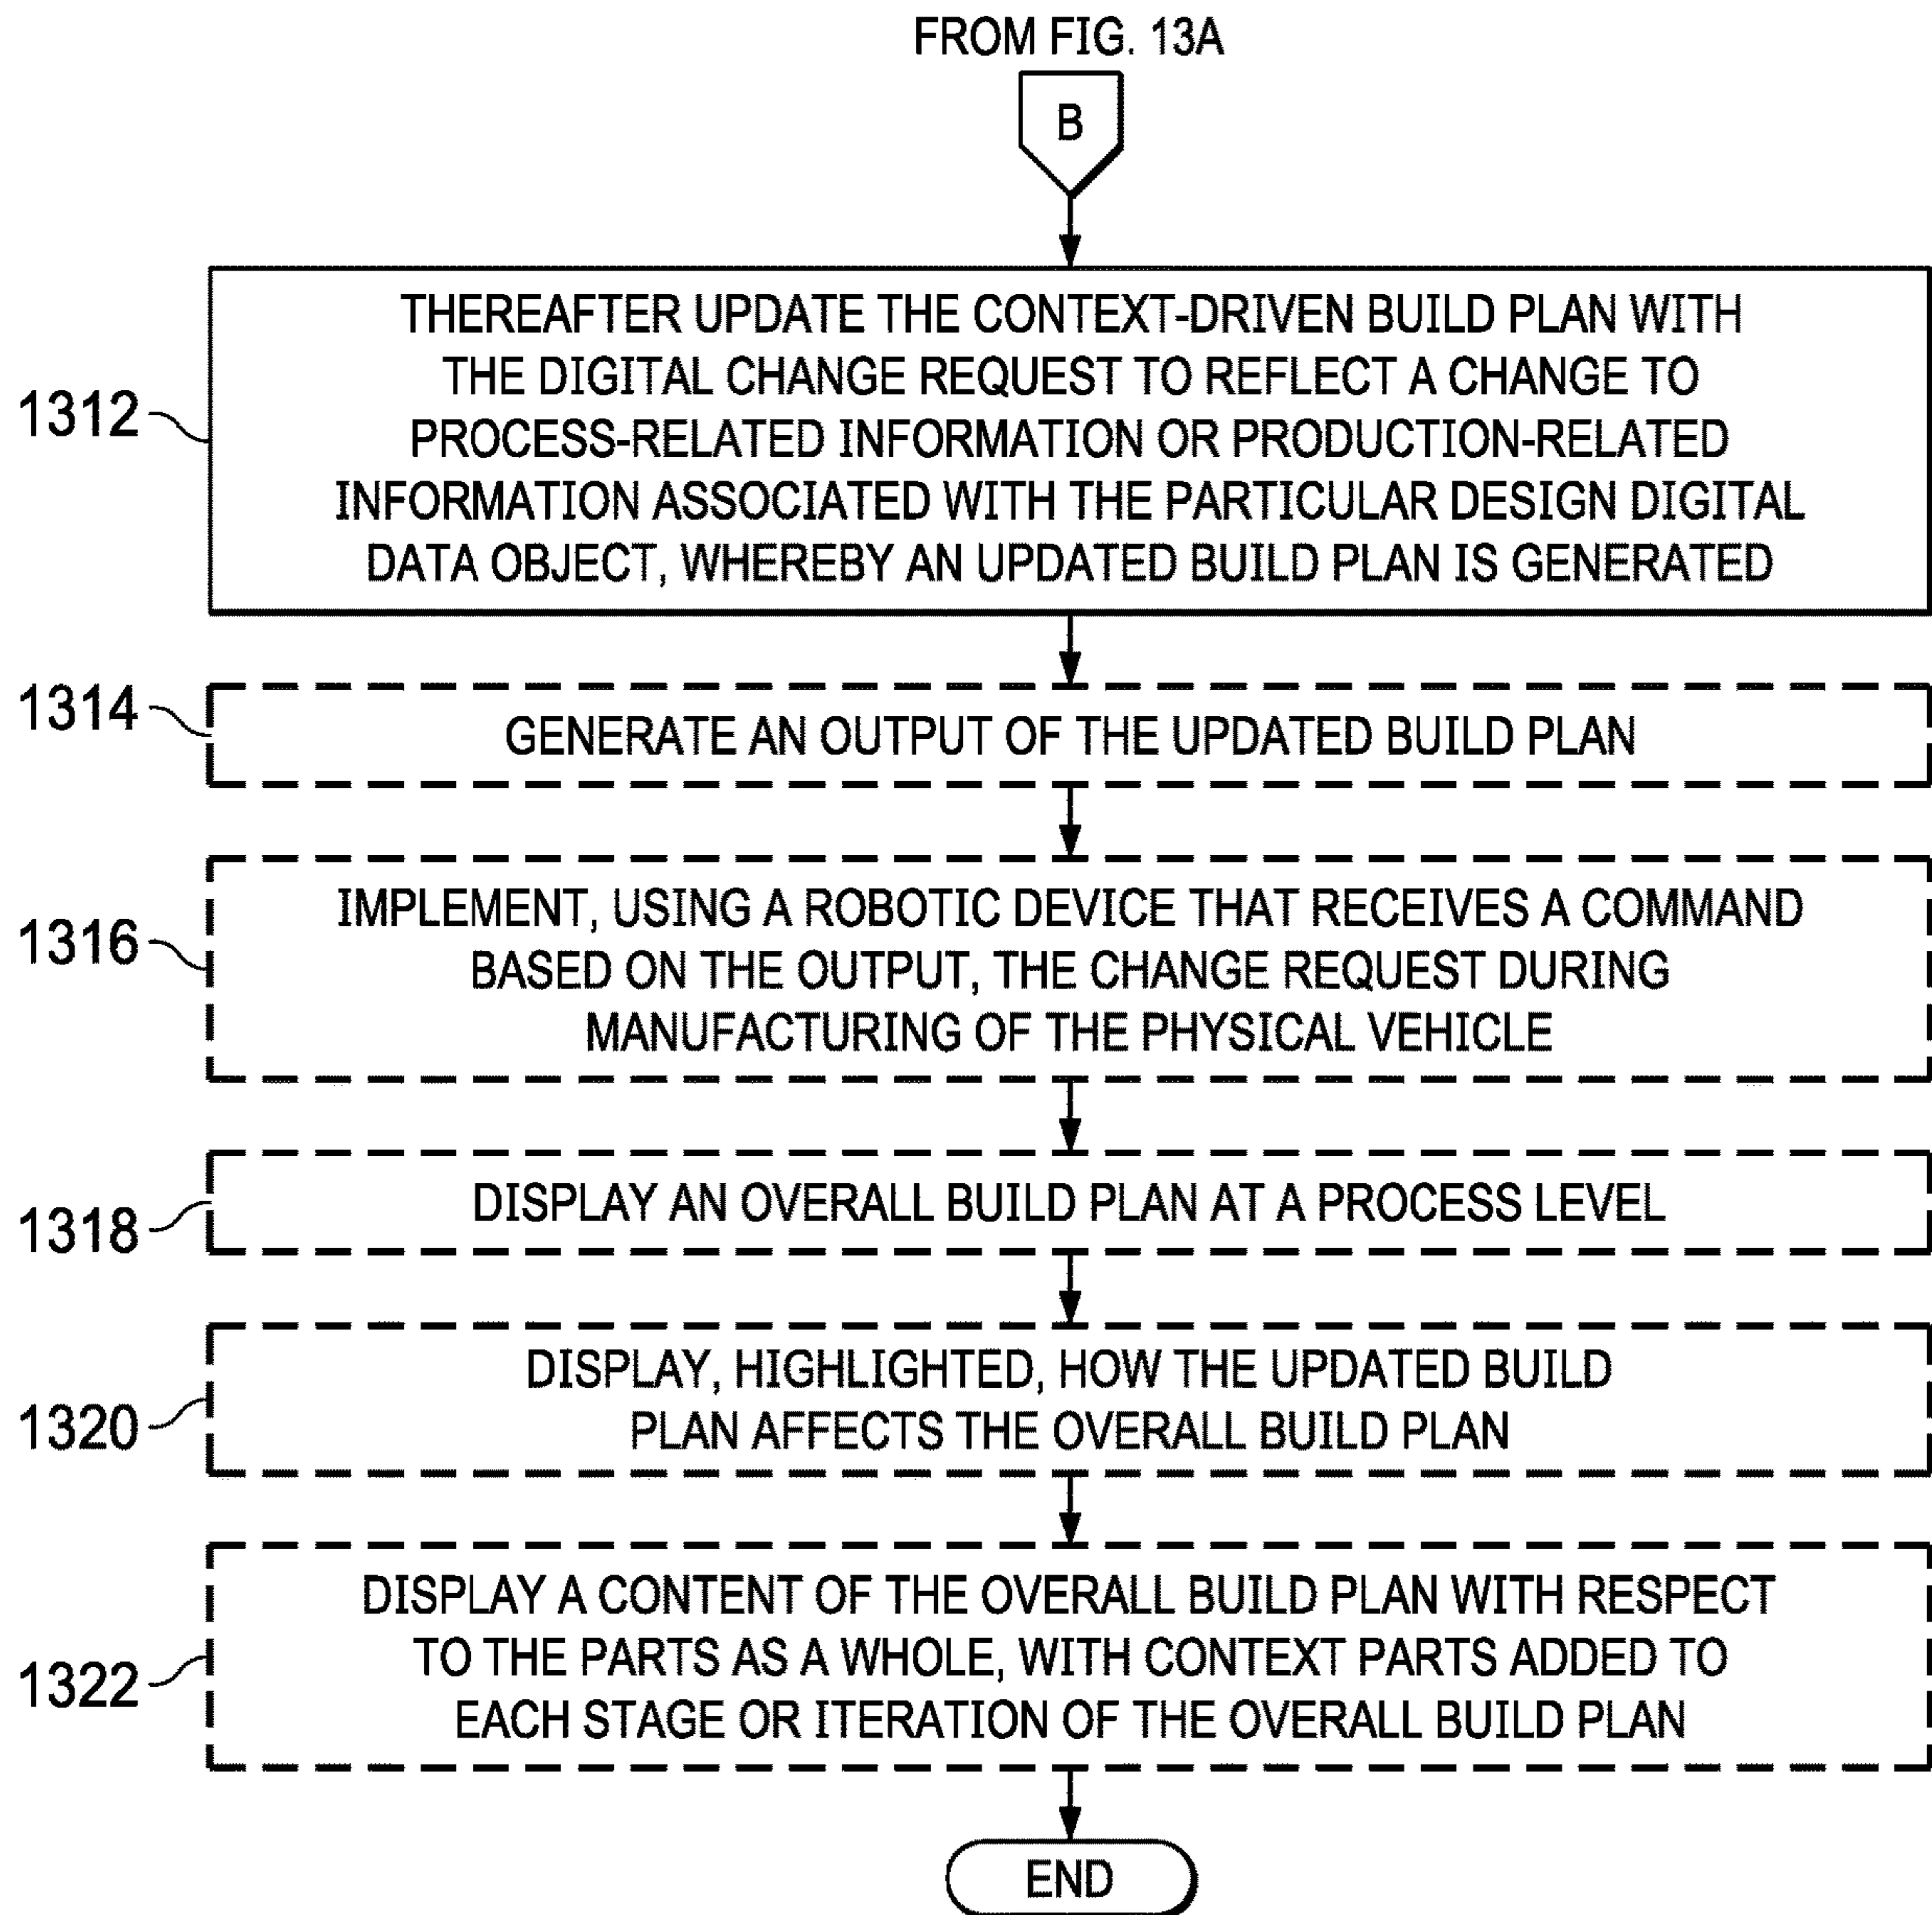 FROM FIG. 13A
B
1312
THEREAFTER UPDATE THE CONTEXT-DRIVEN BUILD PLAN WITH
THE DIGITAL CHANGE REQUEST TO REFLECT A CHANGE TO
PROCESS-RELATED INFORMATION OR PRODUCTION-RELATED
INFORMATION ASSOCIATED WITH THE PARTICULAR DESIGN DIGITAL
DATA OBJECT, WHEREBY AN UPDATED BUILD PLAN IS GENERATED
1314
GENERATE AN OUTPUT OF THE UPDATED BUILD PLAN
1316
IMPLEMENT, USING A ROBOTIC DEVICE THAT RECEIVES A COMMAND
BASED ON THE OUTPUT, THE CHANGE REQUEST DURING
MANUFACTURING OF THE PHYSICAL VEHICLE
1318
DISPLAY AN OVERALL BUILD PLAN AT A PROCESS LEVEL
1320
DISPLAY, HIGHLIGHTED, HOW THE UPDATED BUILD
PLAN AFFECTS THE OVERALL BUILD PLAN
1322
DISPLAY A CONTENT OF THE OVERALL BUILD PLAN WITH RESPECT
TO THE PARTS AS A WHOLE, WITH CONTEXT PARTS ADDED TO
EACH STAGE OR ITERATION OF THE OVERALL BUILD PLAN
END